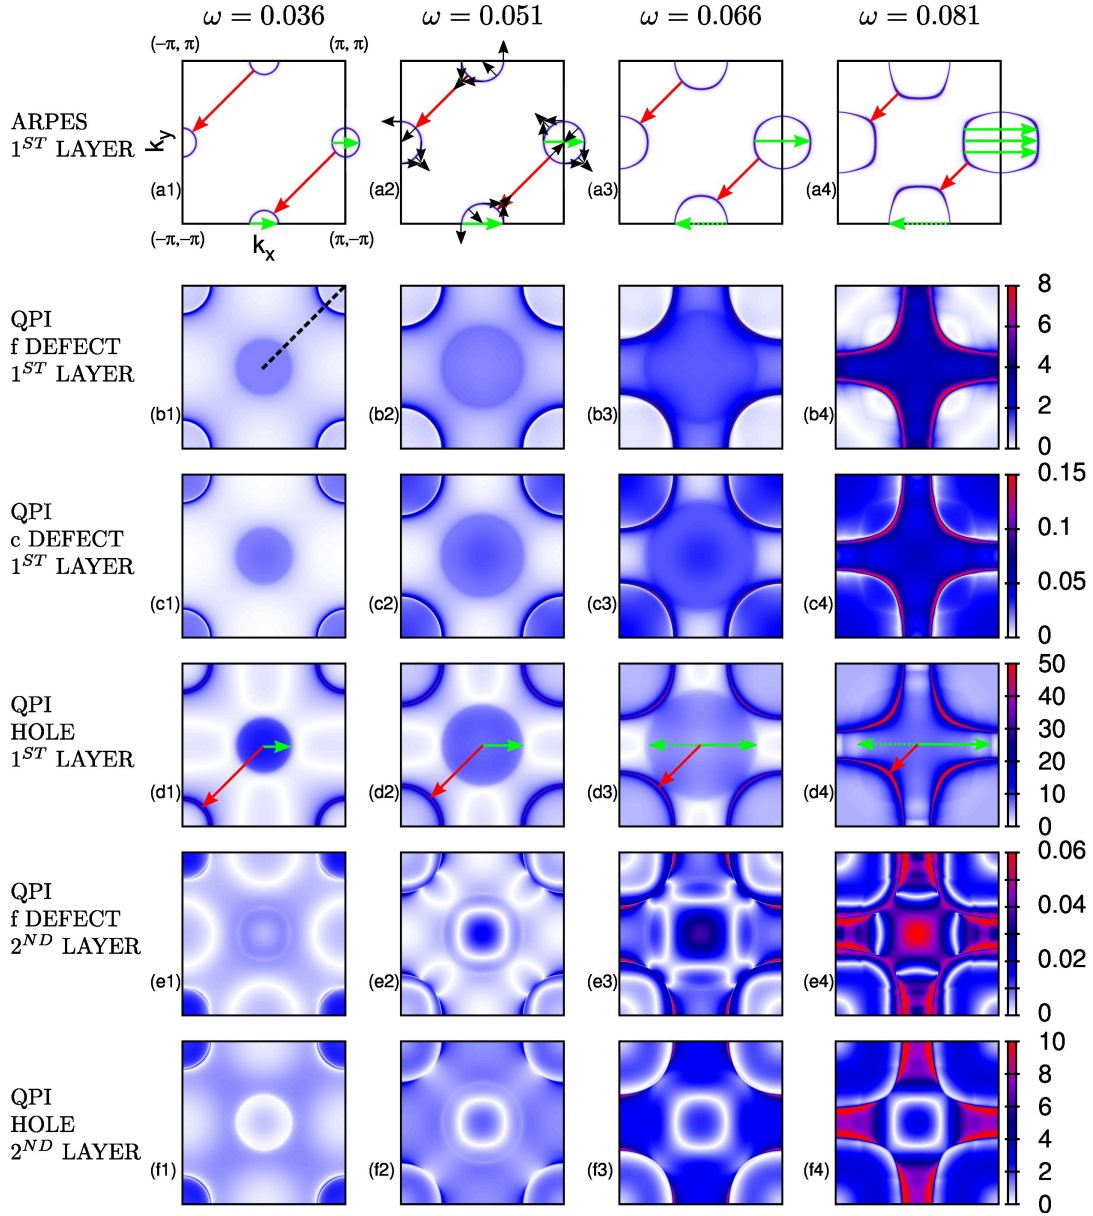 ω = 0.036 ω = 0.051 ω = 0.066 ω = 0.081
(−π, π) (π, π)
ARPES
1ST LAYER
ky
(a1) (a2) (a3) (a4)
(−π,−π) (π,−π) (−π,−π) (π,−π)
kx
QPI
f DEFECT
1ST LAYER
(b1) (b2) (b3) (b4)
8
6
4
2
0
QPI
c DEFECT
1ST LAYER
(c1) (c2) (c3) (c4)
0.15
0.1
0.05
0
QPI
HOLE
1ST LAYER
(d1) (d2) (d3) (d4)
50
40
30
20
10
0
QPI
f DEFECT
2ND LAYER
(e1) (e2) (e3) (e4)
0.06
0.04
0.02
0
QPI
HOLE
2ND LAYER
(f1) (f2) (f3) (f4)
10
8
6
4
2
0